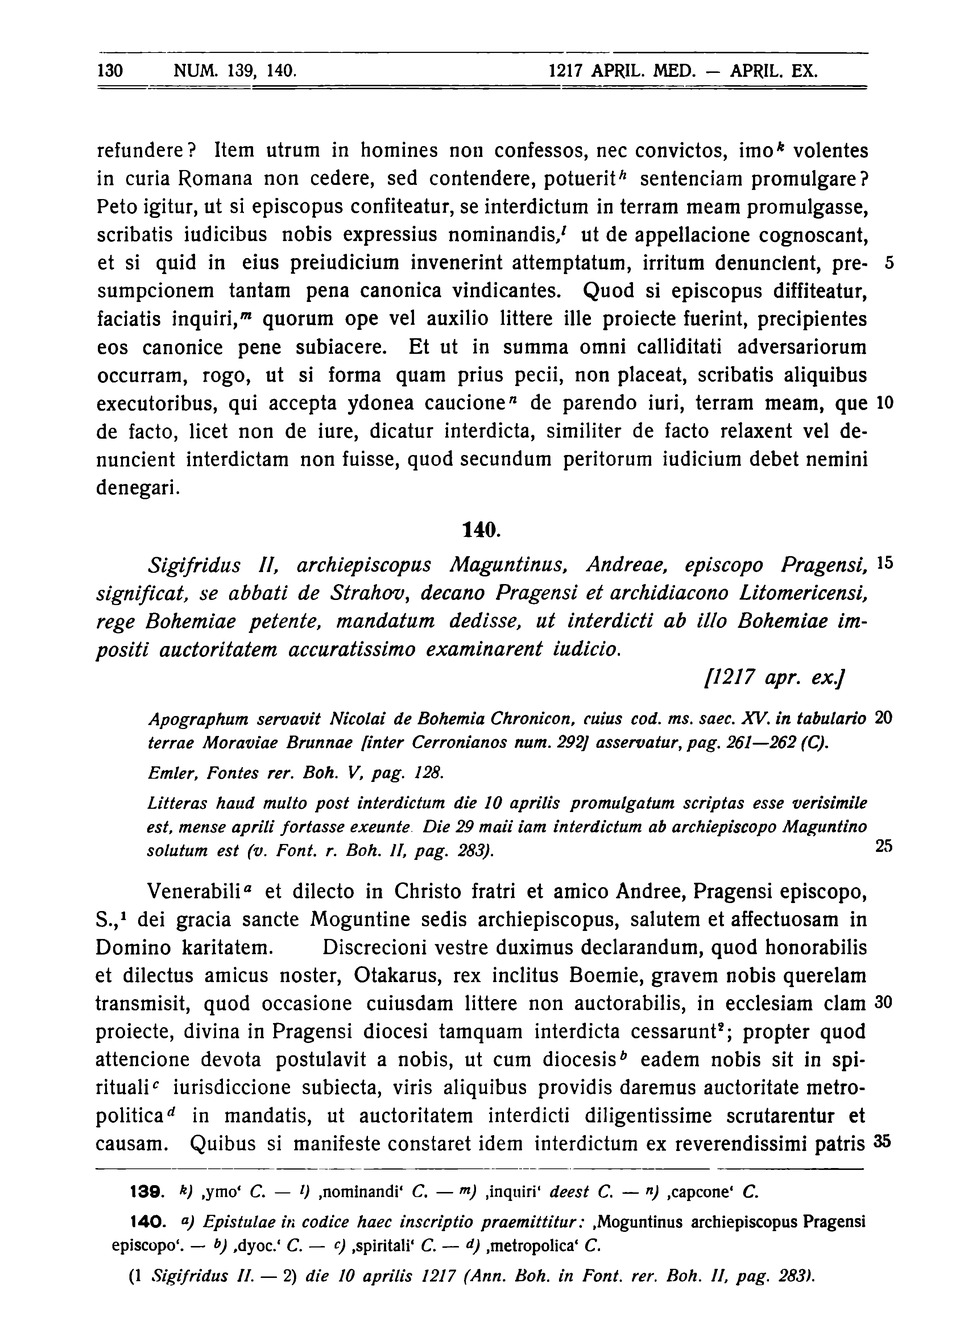 130 NUM. 139, 140. 1217 APRIL. MED. — APRIL. EX.
refundere? Item utrum in homines non confessos, nec convictos, imo k volentes
in curia Romana non cedere, sed contendere, potuerit h sentenciam promulgare?
Peto igitur, ut si episcopus confiteatur, se interdictum in terram meam promulgasse,
scribatis iudicibus nobis expressius nominandis, l ut de appellacione cognoscant,
et si quid in eius preiudicium invenerint attemptatum, irritum denuncient, pre- 5
sumpcionem tantam pena canonica vindicantes. Quod si episcopus diffiteatur,
faciatis inquiri, m quorum ope vel auxilio littere ille proiecte fuerint, precipientes
eos canonice pene subiacere. Et ut in summa omni calliditati adversariorum
occurram, rogo, ut si forma quam prius pecii, non placeat, scribatis aliquibus
executoribus, qui accepta ydonea caucione n de parendo iuri, terram meam, que 10
de facto, licet non de iure, dicatur interdicta, similiter de facto relaxent vel de-
nuncient interdictam non fuisse, quod secundum peritorum iudicium debet nemini
denegari.
140.
Sigifridus II, archiepiscopus Maguntinus, Andreae, episcopo Pragensi, 15
significat, se abbati de Strahov, decano Pragensi et archidiacono Litomericensi,
rege Bohemiae petente, mandatum dedisse, ut interdicti ab illo Bohemiae im-
positi auctoritatem accuratissimo examinarent iudicio.
[1217 apr. ex.]
Apographum servavit Nicolai de Bohemia Chronicon, cuius cod. ms. saec. XV. in tabulario 20
terrae Moraviae Brunnae [inter Cerronianos num. 292] asservatur, pag. 261—262 (C).
Emler, Fontes rer. Boh. V, pag. 128.
Litteras haud multo post interdictum die 10 aprilis promulgatum scriptas esse verisimile
est, mense aprili fortasse exeunte. Die 29 maii iam interdictum ab archiepiscopo Maguntino
solutum est (v. Font. r. Boh. II, pag. 283). 25
Venerabili a et dilecto in Christo fratri et amico Andree, Pragensi episcopo,
S.,¹ dei gracia sancte Moguntine sedis archiepiscopus, salutem et affectuosam in
Domino karitatem. Discrecioni vestre duximus declarandum, quod honorabilis
et dilectus amicus noster, Otakarus, rex inclitus Boemie, gravem nobis querelam
transmisit, quod occasione cuiusdam littere non auctorabilis, in ecclesiam clam 30
proiecte, divina in Pragensi diocesi tamquam interdicta cessarunt²; propter quod
attencione devota postulavit a nobis, ut cum diocesis b eadem nobis sit in spi-
rituali c iurisdiccione subiecta, viris aliquibus providis daremus auctoritate metro-
politica d in mandatis, ut auctoritatem interdicti diligentissime scrutarentur et
causam. Quibus si manifeste constaret idem interdictum ex reverendissimi patris 35
139. k) ‚ymo‘ C. — l) ‚nominandi‘ C. — m) ‚inquiri‘ deest C. — n) ‚capcone‘ C.
140. a) Epistulae in codice haec inscriptio praemittitur: ‚Moguntinus archiepiscopus Pragensi
episcopo‘. — b) ‚dyoc.‘ C. — c) ‚spiritali‘ C. — d) ‚metropolica‘ C.
(1 Sigifridus II. — 2) die 10 aprilis 1217 (Ann. Boh. in Font. rer. Boh. II, pag. 283).